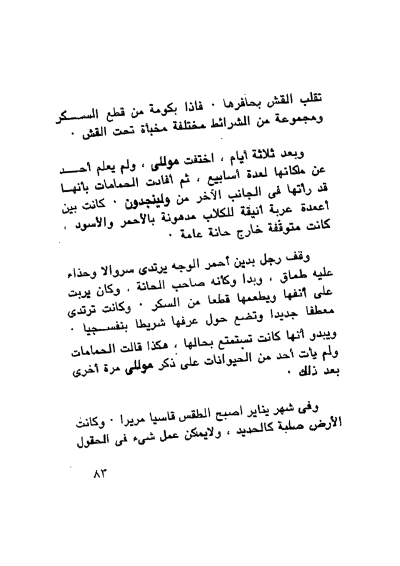 تقلب القش بحافرها . فاذا بكومة من قطع الســـكر
ومجموعة من الشرائط مختلفة مخبأة تحت القش .
وبعد ثلاثة أيام ، اختفت موللى ، ولم يعلم أحـــد
عن مكانها لعدة أسابيع ، ثم أفادت الحمامات بأنهـا
قد رأتها فى الجانب الآخر من ولينجدون . كانت بين
أعمدة عربة أنيقة للكلاب مدهونة بالأحمر والأسود ،
كانت متوقفة خارج حانة عامة .
وقف رجل بدين أحمر الوجه يرتدى سروالا وحذاء
عليه طماق ، وبدا وكأنه صاحب الحانة ، وكان يربت
على أنفها ويطعمها قطعا من السكر . وكانت ترتدى
معطفا جديدا وتضع حول عرفها شريطا بنفســجيا .
ويبدو أنها كانت تستمتع بحالها ، هكذا قالت الحمامات
ولم يأت أحد من الحيوانات على ذكر موللى مرة أخرى
بعد ذلك .
وفى شهر يناير اصبح الطقس قاسيا مريرا . وكانت
الأرض صلبة كالحديد ، ولايمكن عمل شىء فى الحقول
٨٣